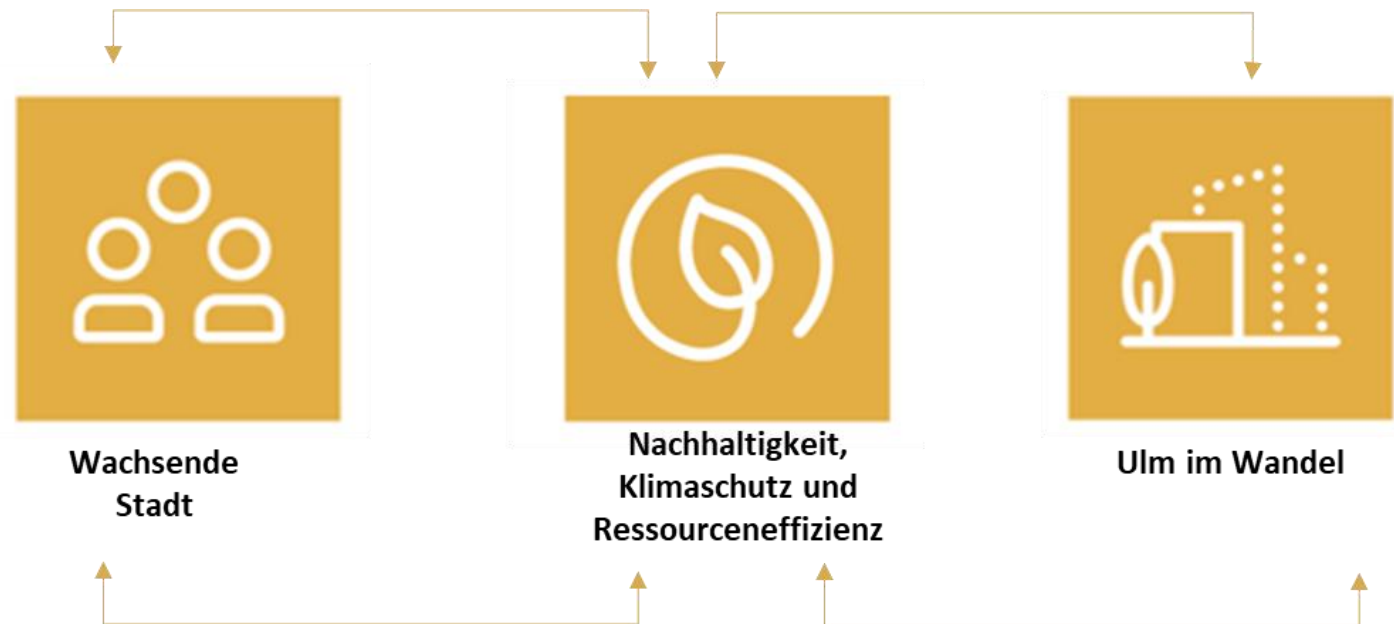 Wachsende
Stadt
Nachhaltigkeit,
Klimaschutz und
Ressourceneffizienz
Ulm im Wandel